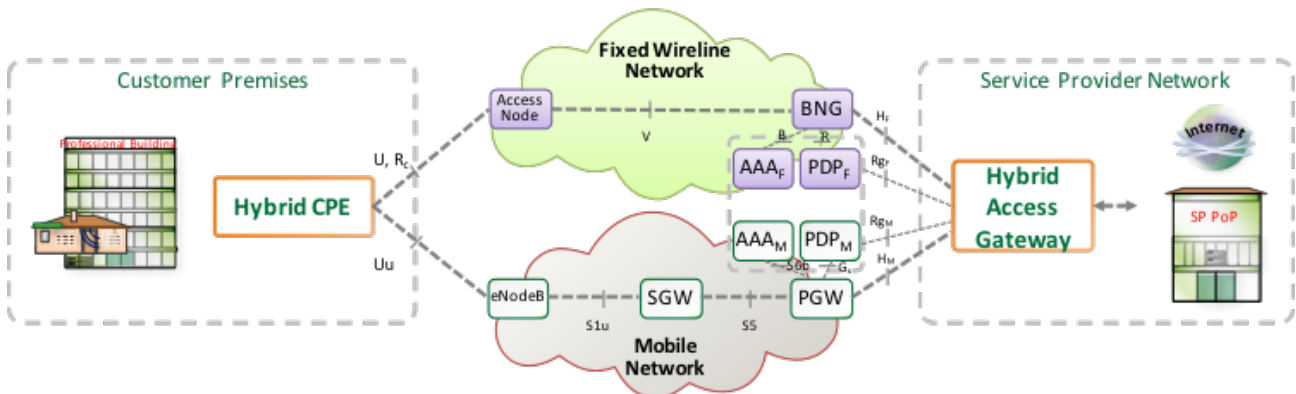 Customer Premises
Professional Building
Hybrid CPE
U, Rc
Uu
Fixed Wireline
Network
Access
Node
V
BNG
B
R
AAAF
PDPF
AAAM
PDPM
S6b
Gx
eNodeB
S1u
SGW
S5
PGW
Mobile
Network
HF
RgF
RgM
HM
Service Provider Network
Internet
Hybrid
Access
Gateway
SP PoP